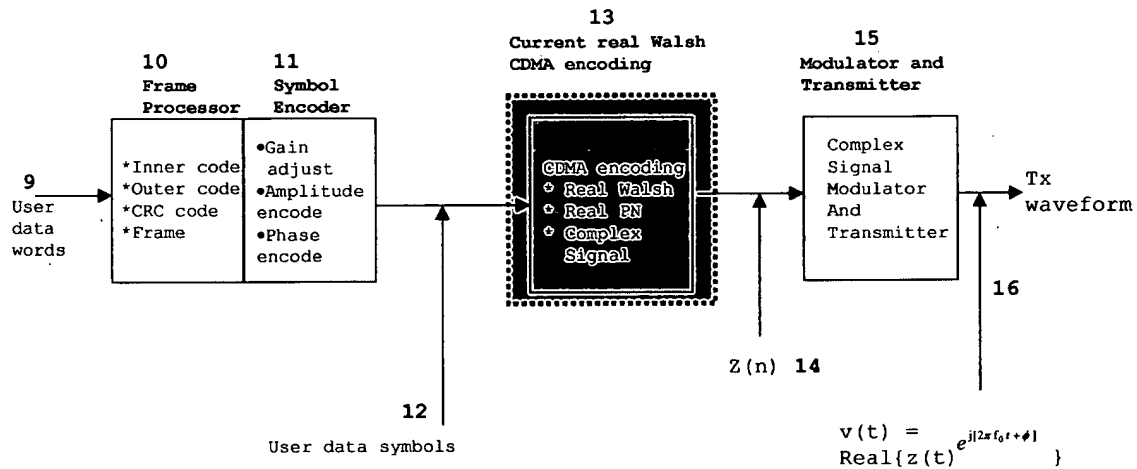 13
Current real Walsh
CDMA encoding
10
Frame
Processor
11
Symbol
Encoder
15
Modulator and
Transmitter
9
User
data
words
*Inner code
*Outer code
*CRC code
*Frame
•Gain
adjust
•Amplitude
encode
•Phase
encode
CDMA encoding
* Real Walsh
* Real PN
* Complex
Signal
Complex
Signal
Modulator
And
Transmitter
Tx
waveform
12
User data symbols
Z(n) 14
16
v(t) =
Real{z(t) e^{j[2πf₀t+ϕ]} }